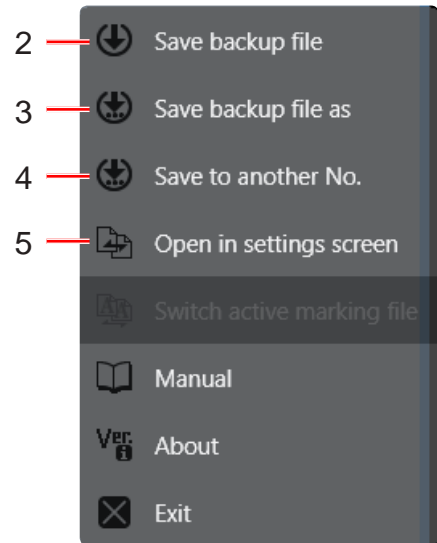 2 Save backup file
3 Save backup file as
4 Save to another No.
5 Open in settings screen
Switch active marking file
Manual
Ver. About
Exit